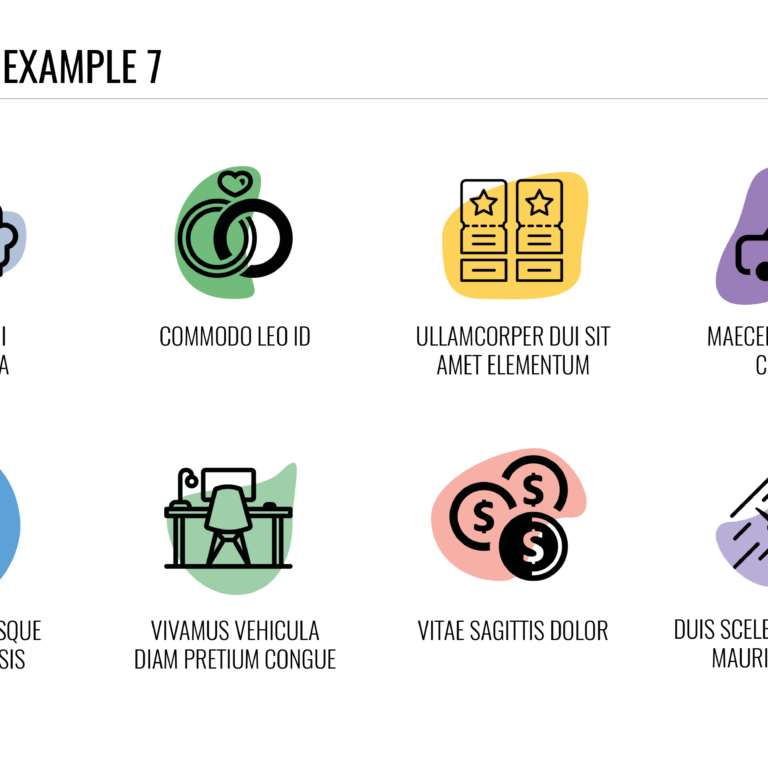 EXAMPLE 7
I
A
COMMODO LEO ID
ULLAMCORPER DUI SIT
AMET ELEMENTUM
MAECE
C
SQUE
SIS
VIVAMUS VEHICULA
DIAM PRETIUM CONGUE
VITAE SAGITTIS DOLOR
DUIS SCELE
MAURI
$
$
$